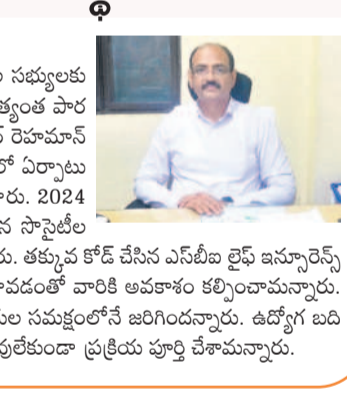 థి
సభ్యులకు
త్యంత పార
రెహమాన్
లో ఏర్పాటు
రు. 2024
న సొసైటీల
రు. తక్కువ కోడ్ చేసిన ఎస్‌బీఐ లైఫ్ ఇన్సూరెన్స్
వడంతో వారికి అవకాశం కల్పించామన్నారు.
ల సమక్షంలోనే జరిగిందన్నారు. ఉద్యోగ బది
వులేకుండా ప్రక్రియ పూర్తి చేశామన్నారు.